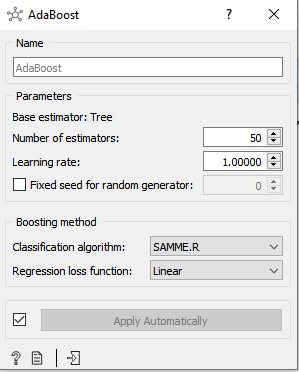 AdaBoost
Name
AdaBoost
Parameters
Base estimator: Tree
Number of estimators: 50
Learning rate: 1.00000
Fixed seed for random generator: 0
Boosting method
Classification algorithm: SAMME.R
Regression loss function: Linear
Apply Automatically